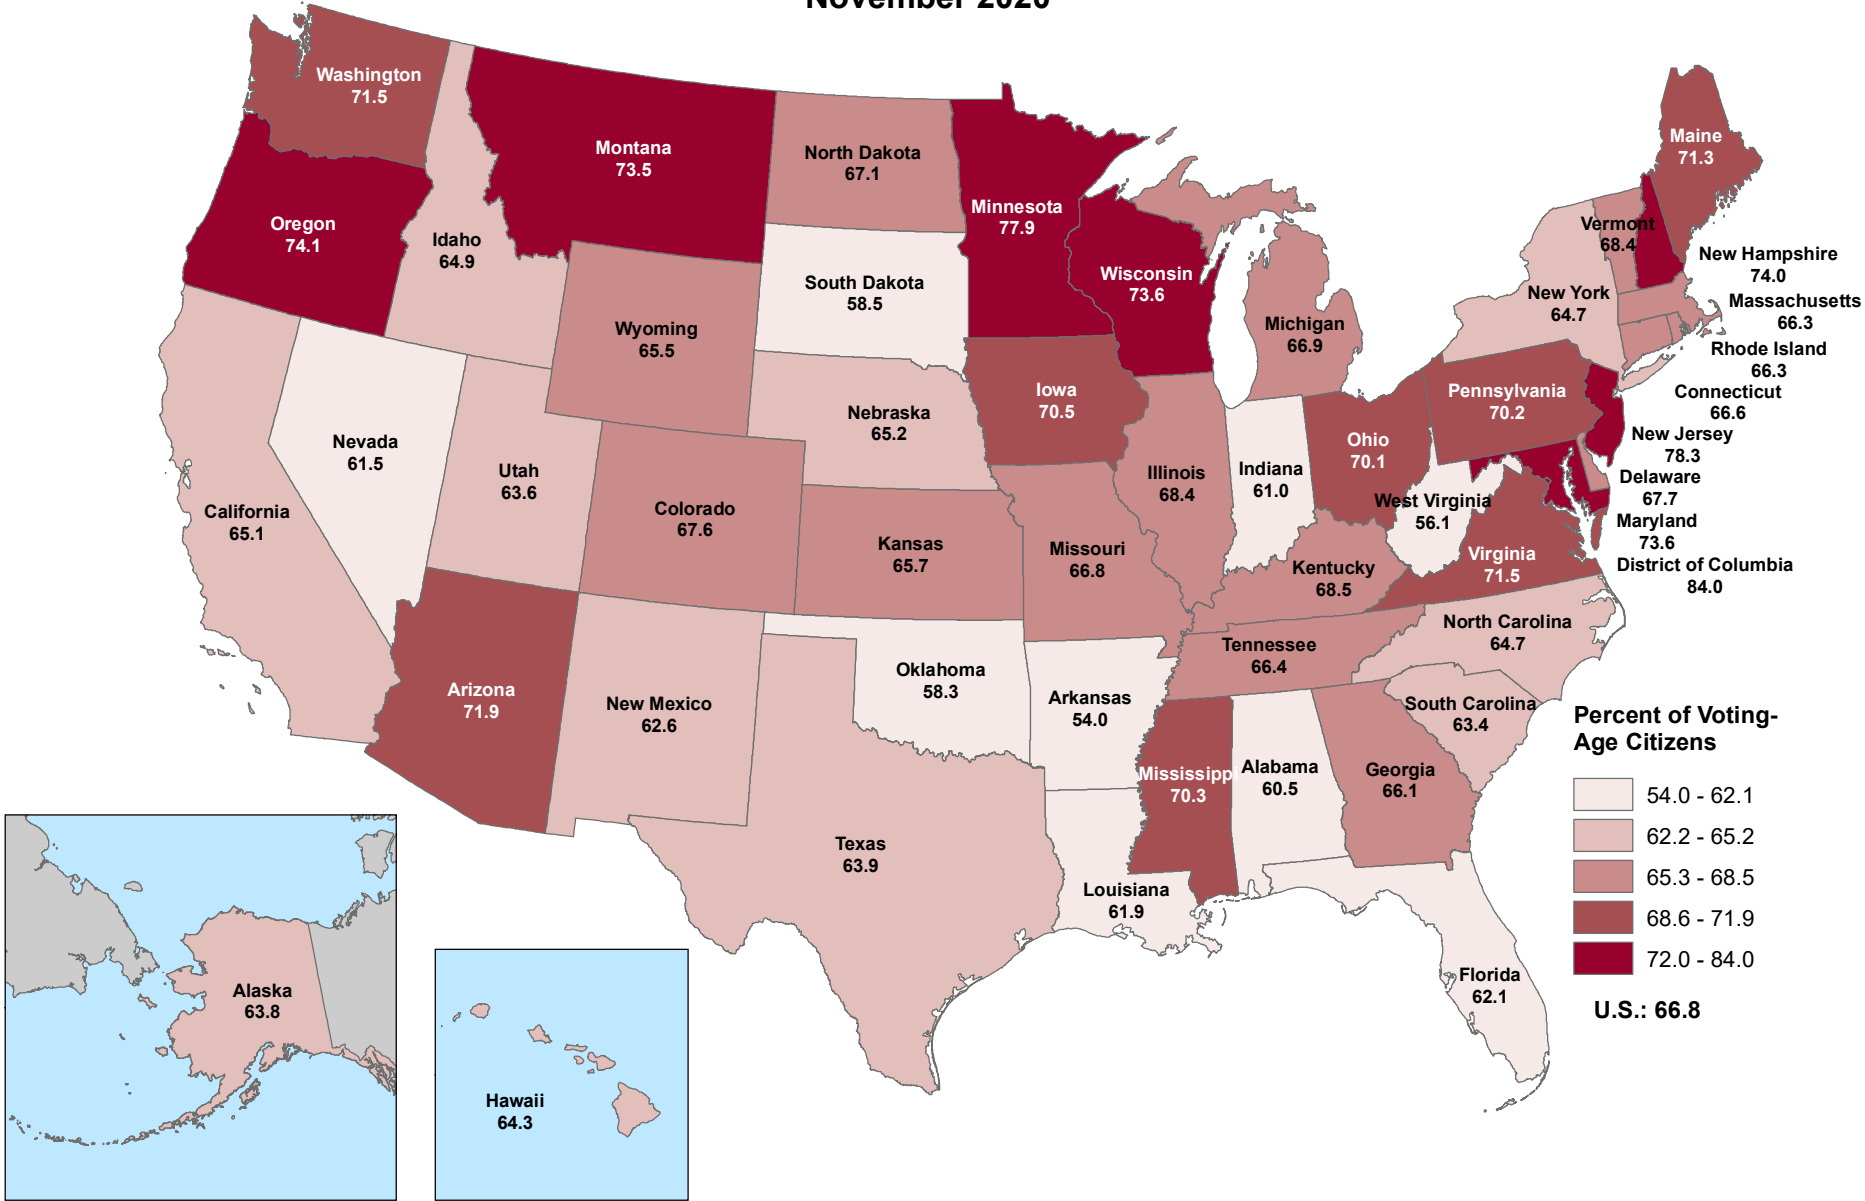 November 2020
Washington
71.5
Oregon
74.1
Idaho
64.9
Montana
73.5
North Dakota
67.1
South Dakota
58.5
Minnesota
77.9
Wisconsin
73.6
Michigan
66.9
Wyoming
65.5
Nebraska
65.2
Iowa
70.5
Nevada
61.5
Utah
63.6
California
65.1
Colorado
67.6
Kansas
65.7
Missouri
66.8
Illinois
68.4
Indiana
61.0
Ohio
70.1
Kentucky
68.5
West Virginia
56.1
Virginia
71.5
Pennsylvania
70.2
New York
64.7
Vermont
68.4
Maine
71.3
New Hampshire
74.0
Massachusetts
66.3
Rhode Island
66.3
Connecticut
66.6
New Jersey
78.3
Delaware
67.7
Maryland
73.6
District of Columbia
84.0
North Carolina
64.7
Tennessee
66.4
South Carolina
63.4
Georgia
66.1
Alabama
60.5
Mississippi
70.3
Arkansas
54.0
Oklahoma
58.3
New Mexico
62.6
Arizona
71.9
Texas
63.9
Louisiana
61.9
Florida
62.1
Alaska
63.8
Hawaii
64.3
Percent of Voting-
Age Citizens
54.0 - 62.1
62.2 - 65.2
65.3 - 68.5
68.6 - 71.9
72.0 - 84.0
U.S.: 66.8